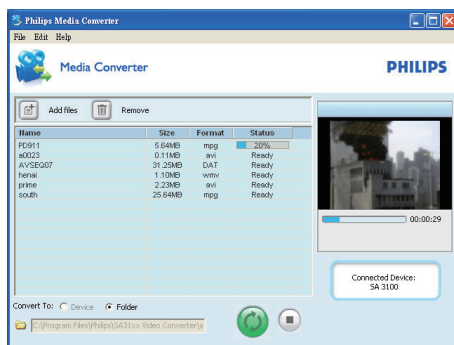 Philips Media Converter
File Edit Help
Media Converter
PHILIPS
Add files Remove
Name Size Format Status
PD911 5.64MB mpg 20%
a0023 0.11MB avi Ready
AVSEQ07 31.25MB DAT Ready
henai 1.10MB wmv Ready
prime 2.23MB avi Ready
south 25.64MB mpg Ready
00:00:29
Connected Device:
SA 3100
Convert To: Device Folder
C:\Program Files\Philips\SA31xx Video Converter\s